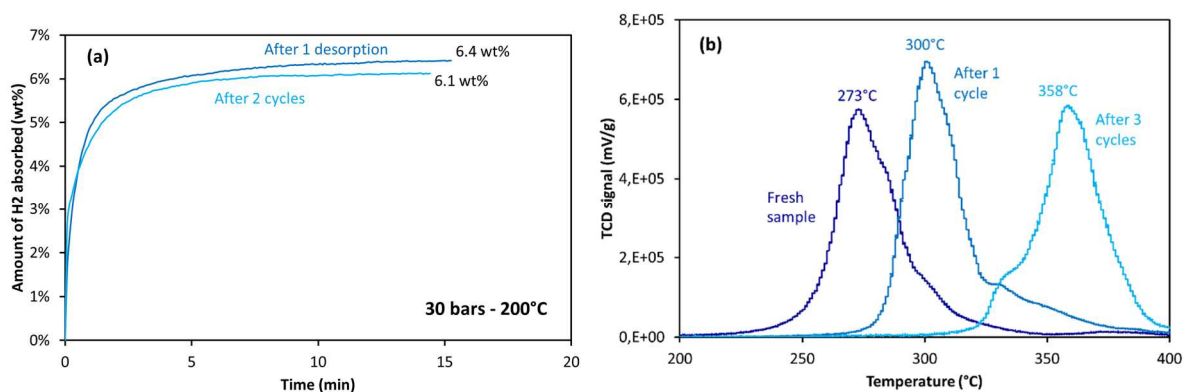 (a)
7%
6%
5%
4%
3%
2%
1%
0%
Amount of H2 absorbed (wt%)
After 1 desorption
6.4 wt%
6.1 wt%
After 2 cycles
30 bars - 200°C
0
5
10
15
20
Time (min)
(b)
8,E+05
6,E+05
4,E+05
2,E+05
0,E+00
TCD signal (mV/g)
300°C
After 1
cycle
273°C
358°C
After 3
cycles
Fresh
sample
200
250
300
350
400
Temperature (°C)